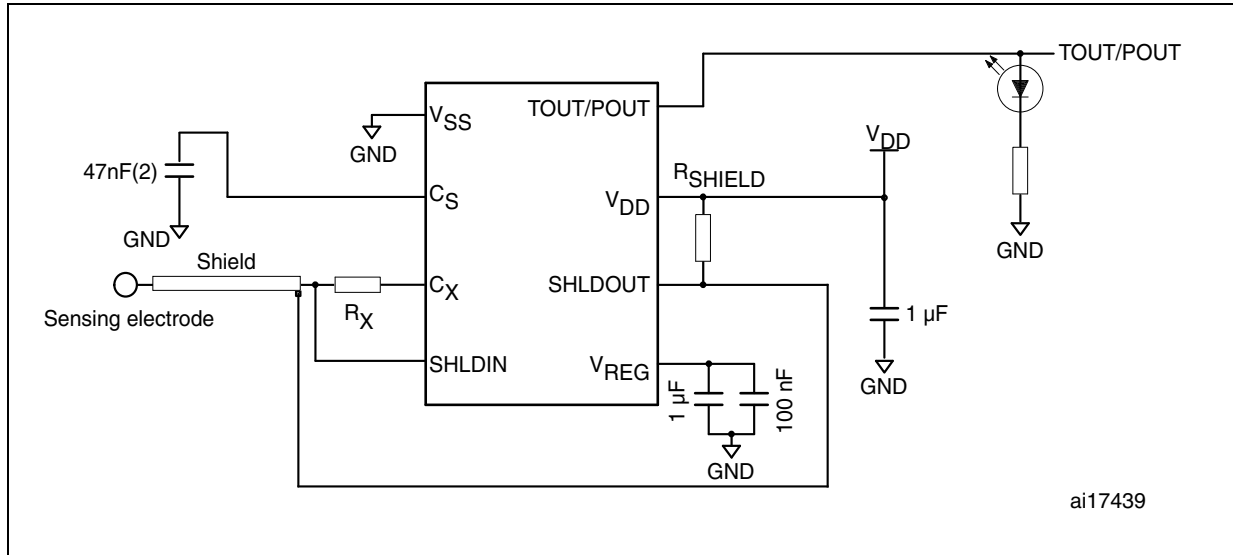 TOUT/POUT
VSS
TOUT/POUT
GND
VDD
47nF(2)
RSHIELD
CS
VDD
GND
GND
Shield
CX
SHLDOUT
1 µF
Sensing electrode
RX
SHLDIN
VREG
GND
1 µF
100 nF
GND
ai17439